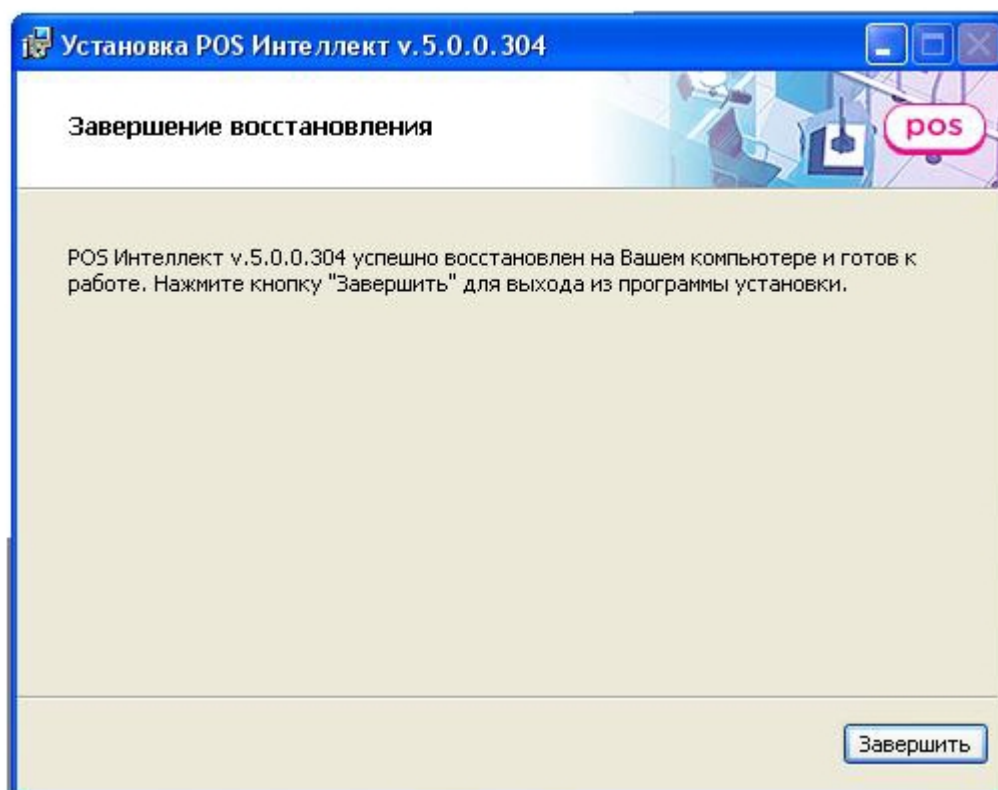 Установка POS Интеллект v.5.0.0.304
Завершение восстановления
pos
POS Интеллект v.5.0.0.304 успешно восстановлен на Вашем компьютере и готов к
работе. Нажмите кнопку "Завершить" для выхода из программы установки.
Завершить